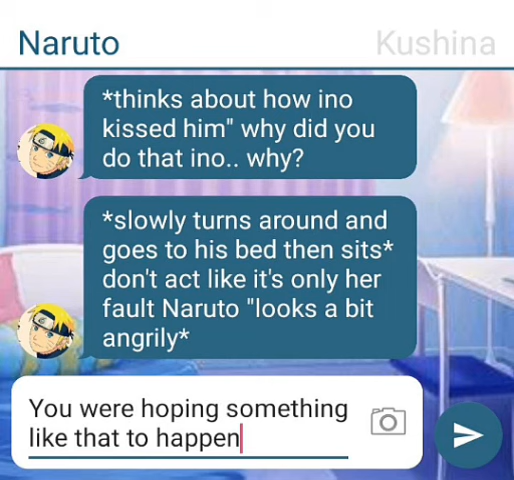 Naruto
Kushina
*thinks about how ino
kissed him" why did you
do that ino.. why?
*slowly turns around and
goes to his bed then sits*
don't act like it's only her
fault Naruto "looks a bit
angrily*
You were hoping something
like that to happen